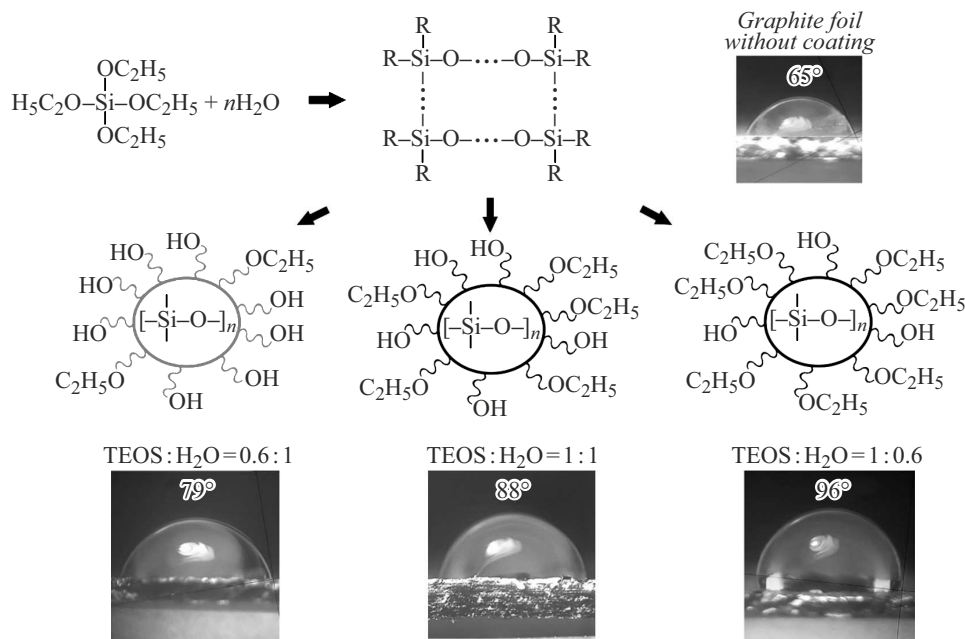 Graphite foil
without coating
65°
OC₂H₅
H₅C₂O–Si–OC₂H₅ + nH₂O
OC₂H₅
R R
R–Si–O–···–O–Si–R
R–Si–O–···–O–Si–R
R R
HO
HO
OC₂H₅
HO
OH
[–Si–O–]n
HO
OH
C₂H₅O
OH
OH
HO
HO
OC₂H₅
C₂H₅O
OC₂H₅
[–Si–O–]n
HO
OH
C₂H₅O
OC₂H₅
OH
HO
C₂H₅O
OC₂H₅
C₂H₅O
OC₂H₅
[–Si–O–]n
HO
OH
C₂H₅O
OC₂H₅
OC₂H₅
TEOS : H₂O = 0.6 : 1
79°
TEOS : H₂O = 1 : 1
88°
TEOS : H₂O = 1 : 0.6
96°